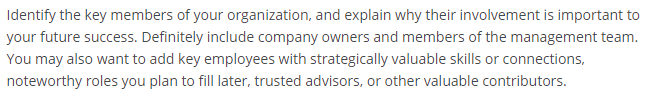 Identify the key members of your organization, and explain why their involvement is important to
your future success. Definitely include company owners and members of the management team.
You may also want to add key employees with strategically valuable skills or connections,
noteworthy roles you plan to fill later, trusted advisors, or other valuable contributors.